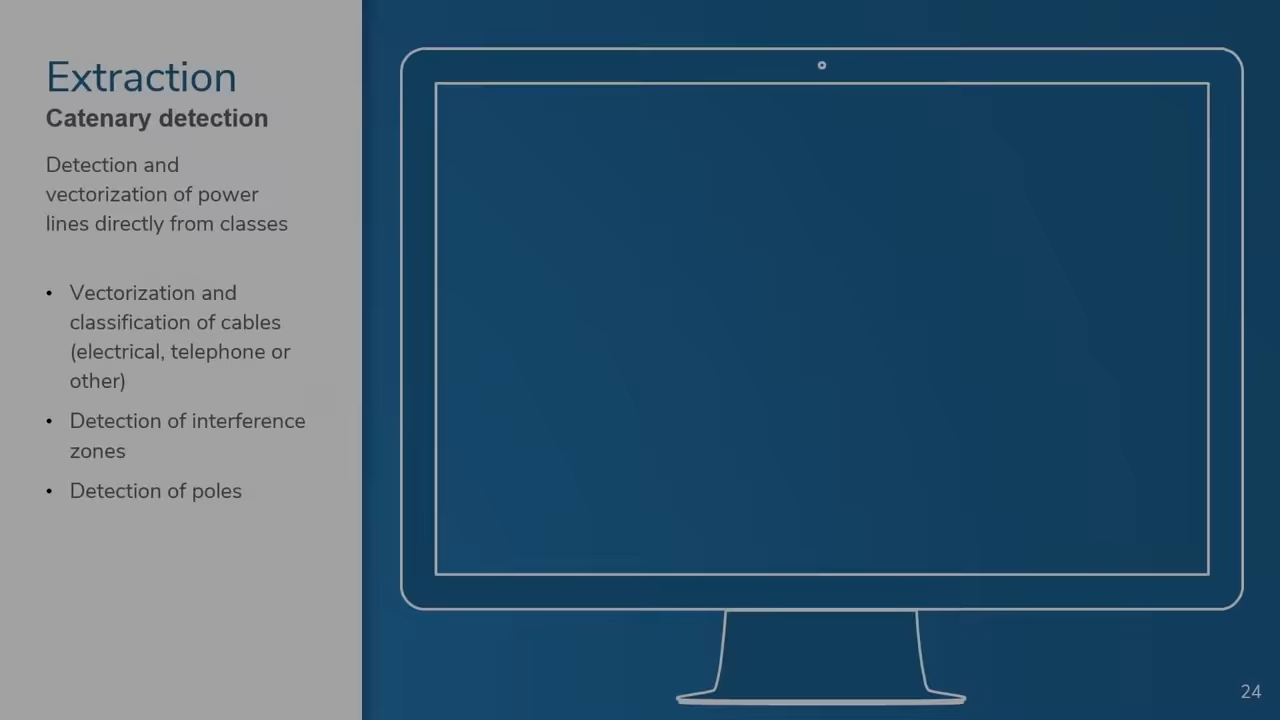 Extraction
Catenary detection
Detection and
vectorization of power
lines directly from classes
• Vectorization and
classification of cables
(electrical, telephone or
other)
• Detection of interference
zones
• Detection of poles
24